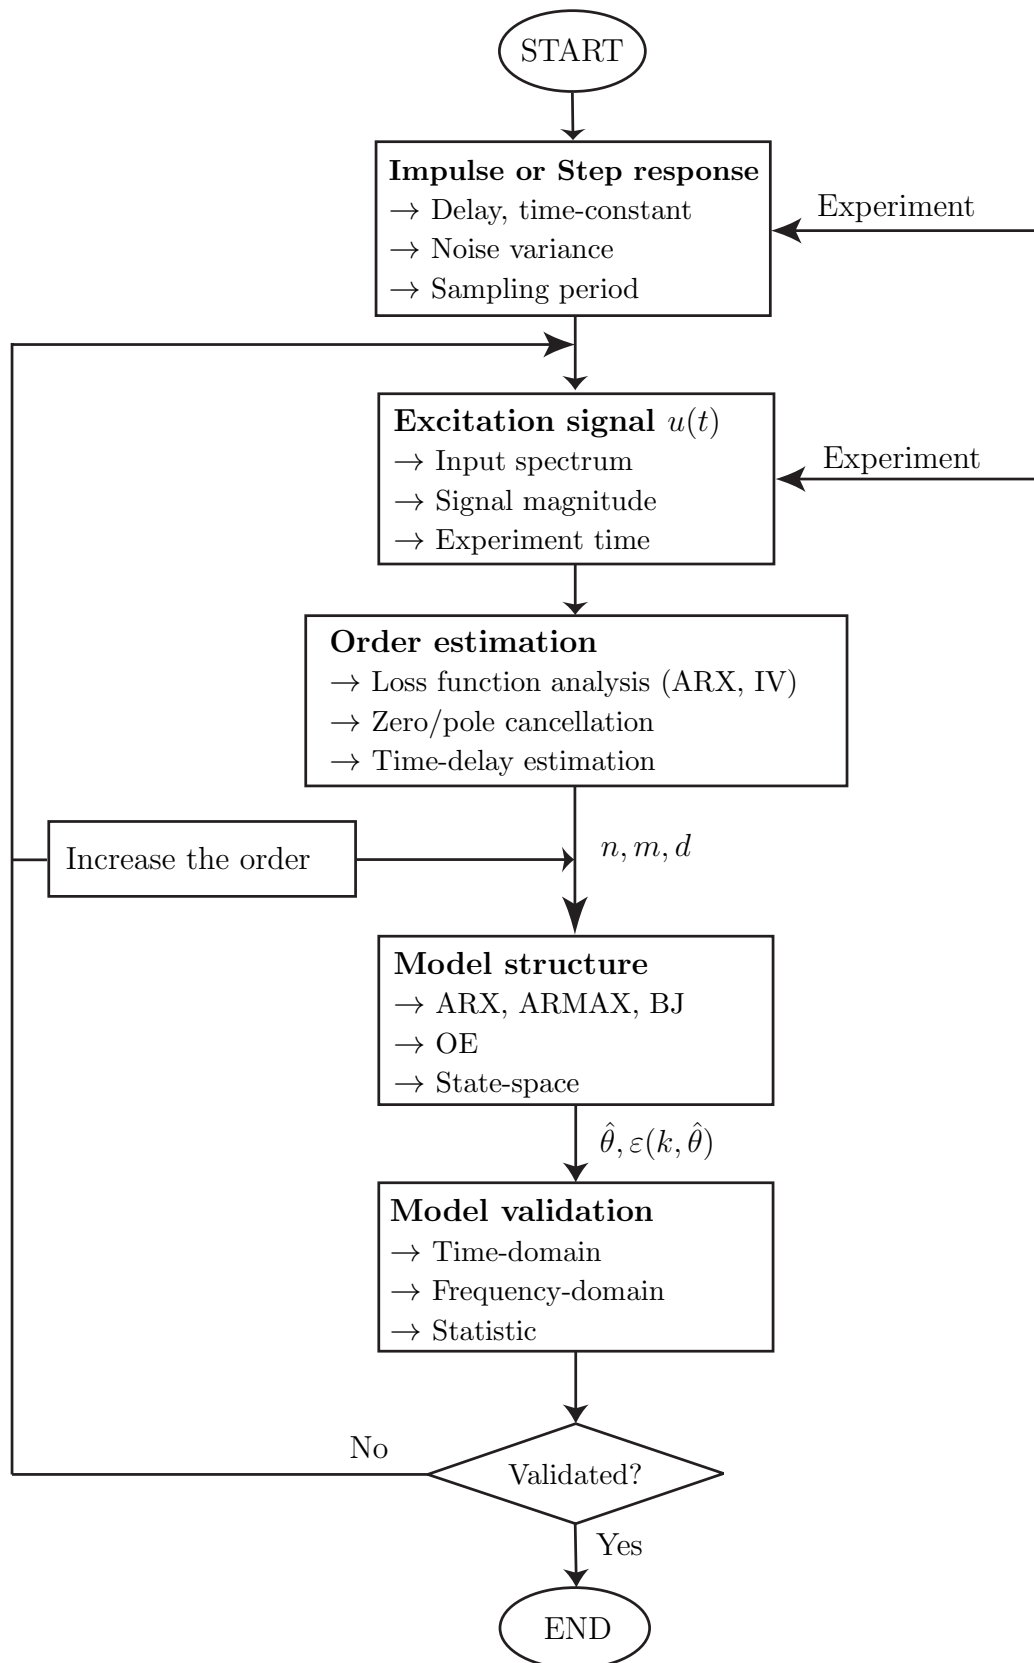 START
Impulse or Step response
→ Delay, time-constant
→ Noise variance
→ Sampling period
Experiment
Excitation signal u(t)
→ Input spectrum
→ Signal magnitude
→ Experiment time
Experiment
Order estimation
→ Loss function analysis (ARX, IV)
→ Zero/pole cancellation
→ Time-delay estimation
Increase the order
n, m, d
Model structure
→ ARX, ARMAX, BJ
→ OE
→ State-space
θ̂, ε(k, θ̂)
Model validation
→ Time-domain
→ Frequency-domain
→ Statistic
No
Validated?
Yes
END